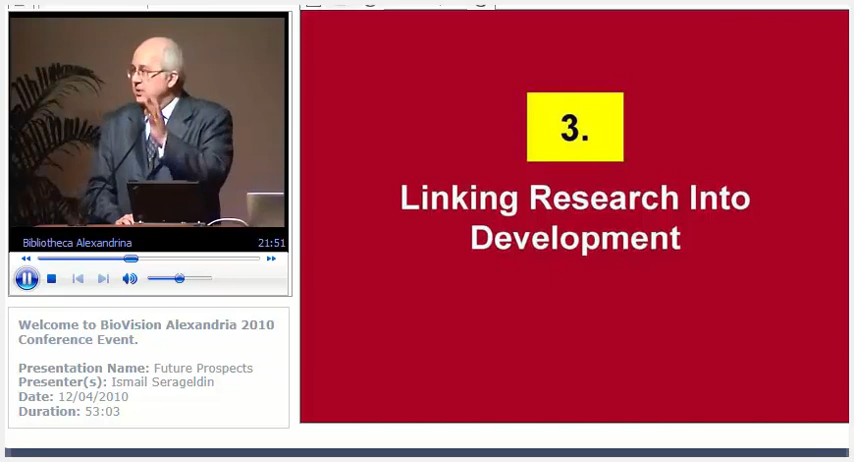 Bibliotheca Alexandrina 21:51
Welcome to BioVision Alexandria 2010
Conference Event.
Presentation Name: Future Prospects
Presenter(s): Ismail Serageldin
Date: 12/04/2010
Duration: 53:03
3.
Linking Research Into
Development